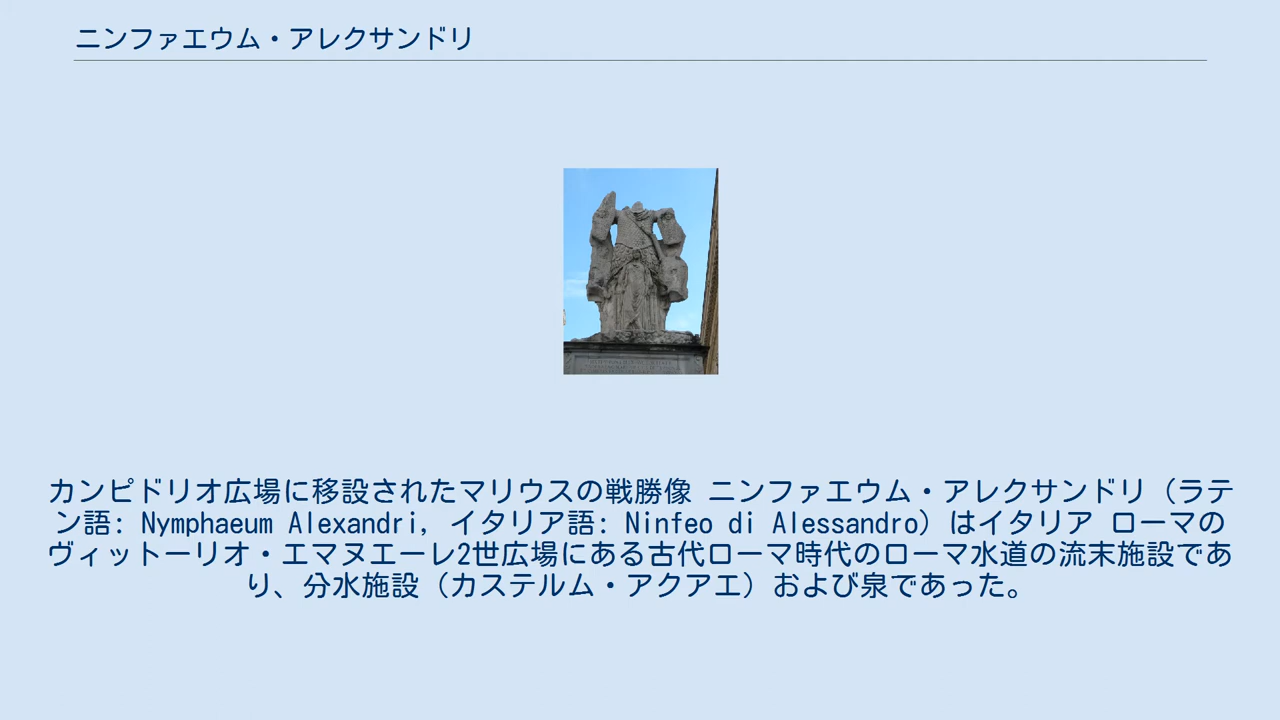 ニンファエウム・アレクサンドリ
カンピドリオ広場に移設されたマリウスの戦勝像 ニンファエウム・アレクサンドリ（ラテ
ン語: Nymphaeum Alexandri, イタリア語: Ninfeo di Alessandro）はイタリア ローマの
ヴィットーリオ・エマヌエーレ2世広場にある古代ローマ時代のローマ水道の流末施設であ
り、分水施設（カステルム・アクアエ）および泉であった。